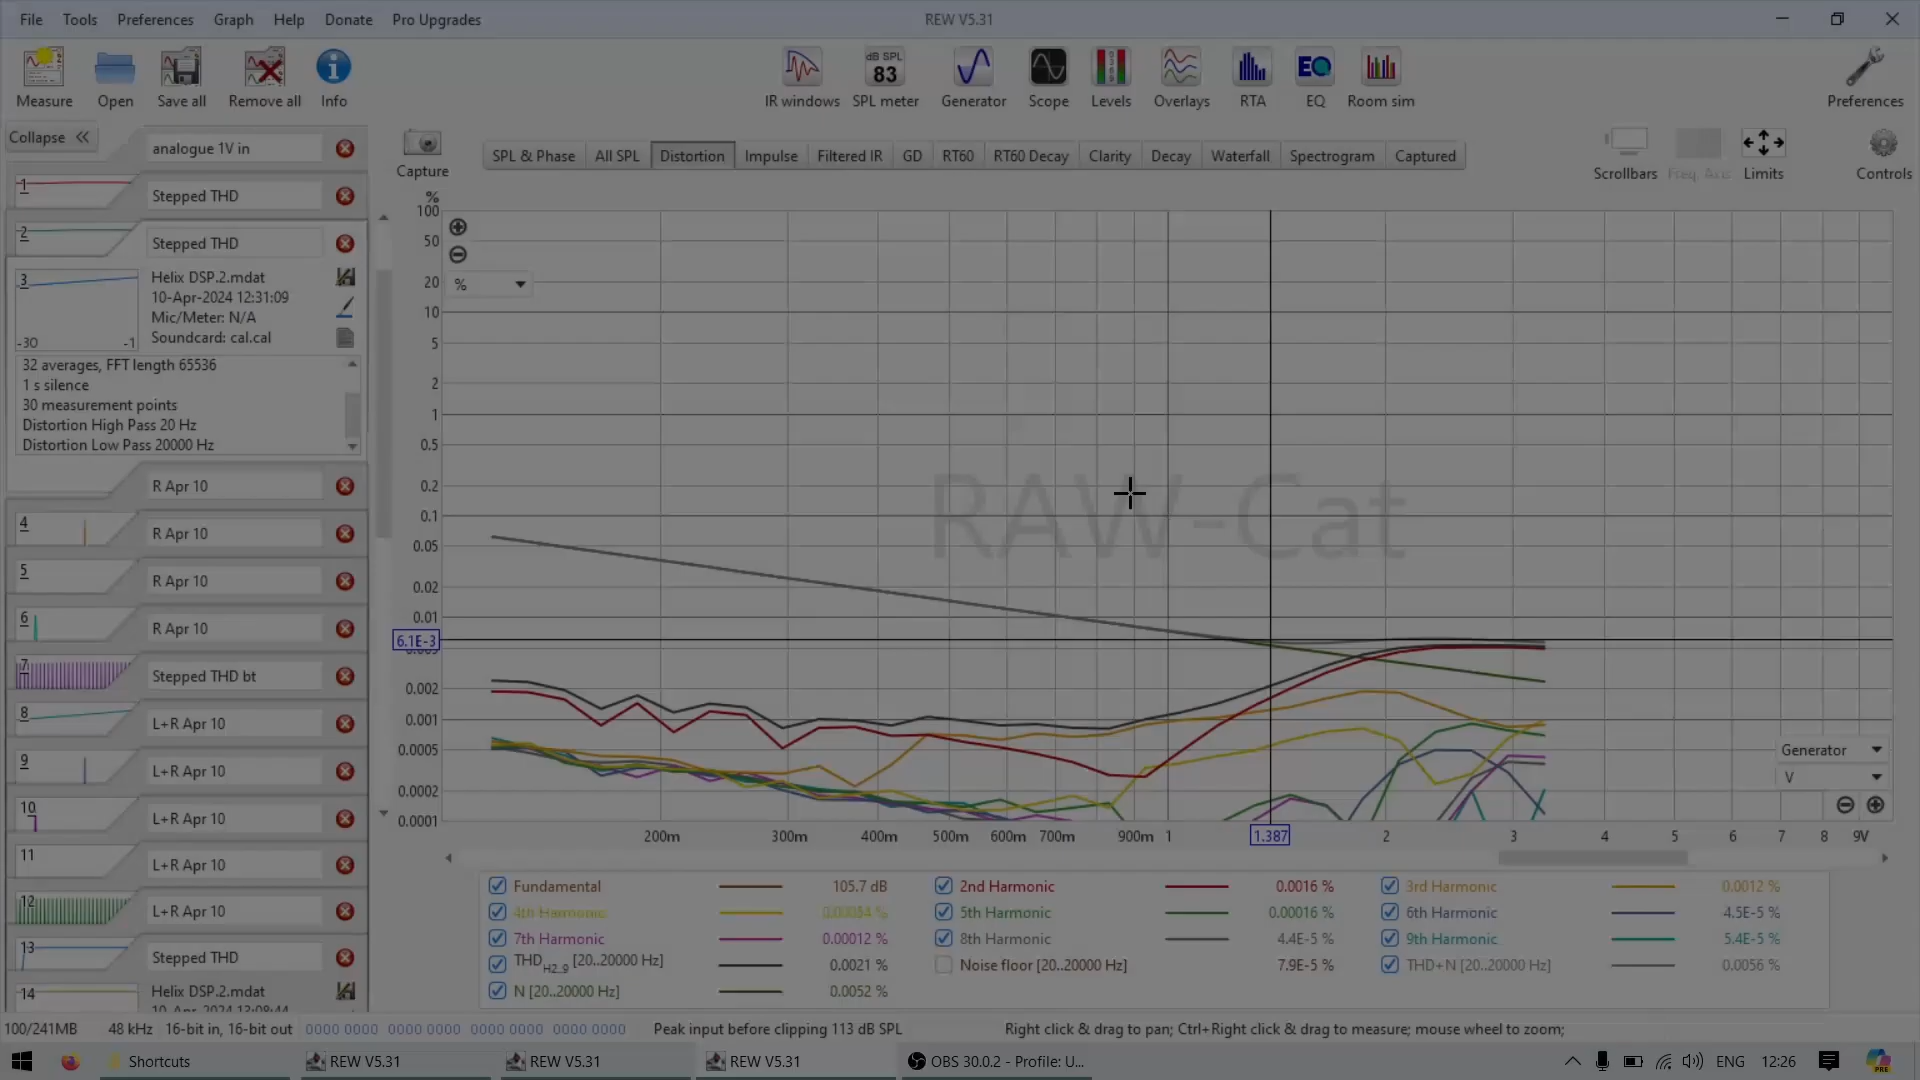 File Tools Preferences Graph Help Donate Pro Upgrades
REW V5.31
Measure Open Save all Remove all Info
IR windows
dB SPL
83
SPL meter Generator Scope Levels Overlays RTA EQ Room sim Preferences
Collapse
analogue 1V in
Capture
SPL & Phase All SPL Distortion Impulse Filtered IR GD RT60 RT60 Decay Clarity Decay Waterfall Spectrogram Captured
Scrollbars Freq. Axis Limits Controls
1 Stepped THD
2 Stepped THD
3 Helix DSP.2.mdat
10-Apr-2024 12:31:09
Mic/Meter: N/A
Soundcard: cal.cal
-30 -1
32 averages, FFT length 65536
1 s silence
30 measurement points
Distortion High Pass 20 Hz
Distortion Low Pass 20000 Hz
R Apr 10
4 R Apr 10
5 R Apr 10
6 R Apr 10
7 Stepped THD bt
8 L+R Apr 10
9 L+R Apr 10
10 L+R Apr 10
11 L+R Apr 10
12 L+R Apr 10
13 Stepped THD
14 Helix DSP.2.mdat
10-Apr-2024 13:08:44
%
100
50
20
10
5
2
1
0.5
0.2
0.1
0.05
0.02
0.01
6.1E-3
0.002
0.001
0.0005
0.0002
0.0001
%
RAW-Cat
Generator
V
200m 300m 400m 500m 600m 700m 900m 1 1.387 2 3 4 5 6 7 8 9V
Fundamental 105.7 dB 2nd Harmonic 0.0016 % 3rd Harmonic 0.0012 %
4th Harmonic 0.00054 % 5th Harmonic 0.00016 % 6th Harmonic 4.5E-5 %
7th Harmonic 0.00012 % 8th Harmonic 4.4E-5 % 9th Harmonic 5.4E-5 %
THD H2..9 [20..20000 Hz] 0.0021 % Noise floor [20..20000 Hz] 7.9E-5 % THD+N [20..20000 Hz] 0.0056 %
N [20..20000 Hz] 0.0052 %
100/241MB 48 kHz 16-bit in, 16-bit out 0000 0000 0000 0000 0000 0000 0000 0000 Peak input before clipping 113 dB SPL Right click & drag to pan; Ctrl+Right click & drag to measure; mouse wheel to zoom;
Shortcuts REW V5.31 REW V5.31 REW V5.31 OBS 30.0.2 - Profile: U... ENG 12:26 PRE